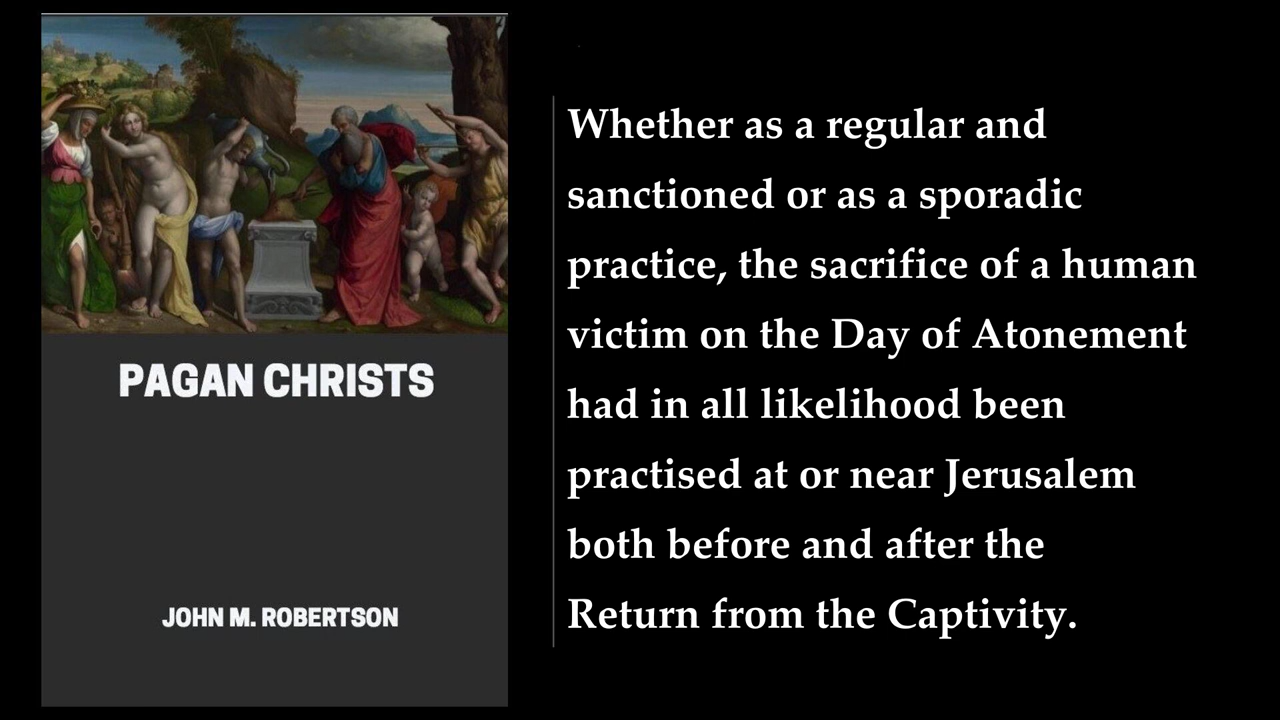 PAGAN CHRISTS
JOHN M. ROBERTSON
Whether as a regular and
sanctioned or as a sporadic
practice, the sacrifice of a human
victim on the Day of Atonement
had in all likelihood been
practised at or near Jerusalem
both before and after the
Return from the Captivity.